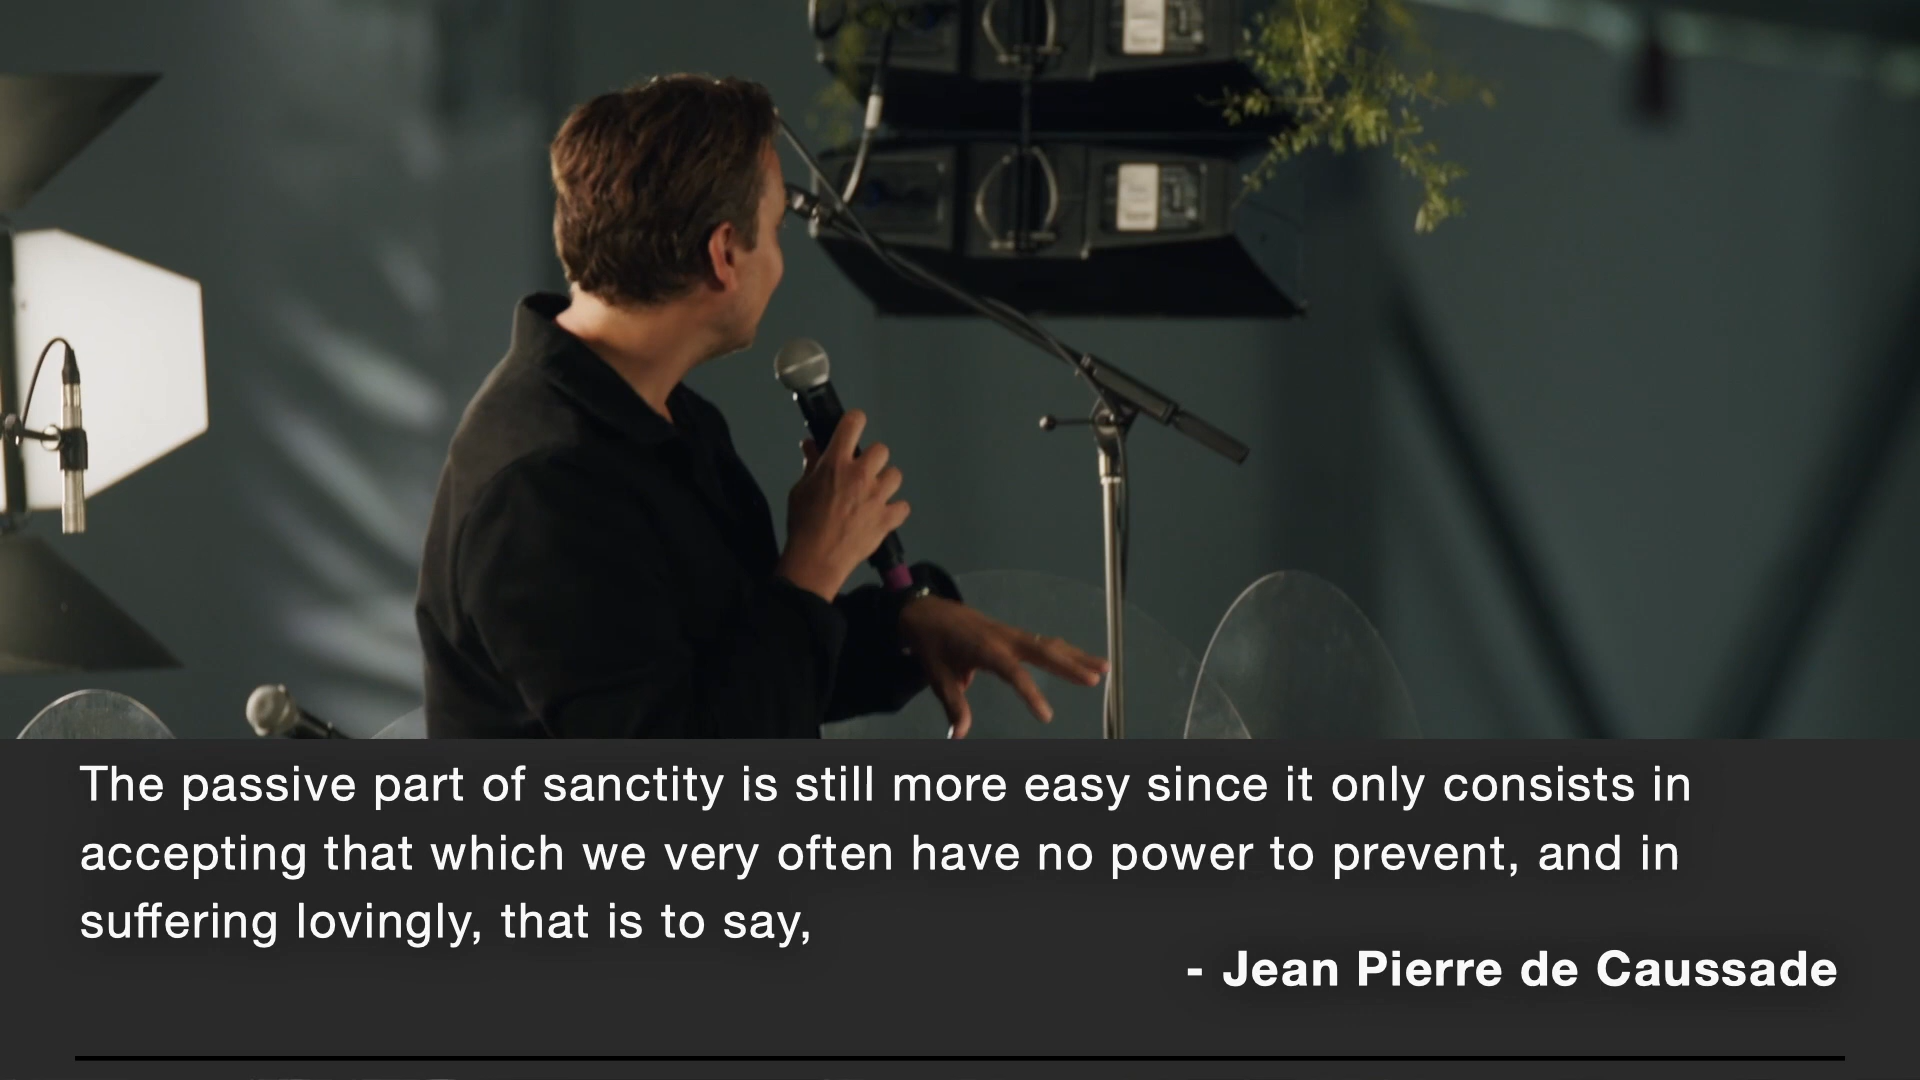 The passive part of sanctity is still more easy since it only consists in
accepting that which we very often have no power to prevent, and in
suffering lovingly, that is to say,
- Jean Pierre de Caussade